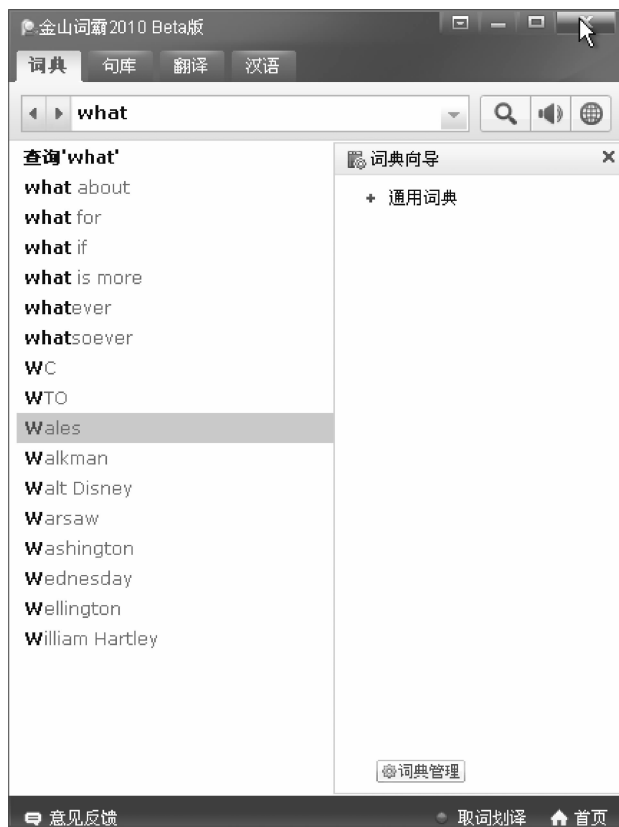 金山词霸2010 Beta版
词典 句库 翻译 汉语
what
查询'what'
what about
what for
what if
what is more
whatever
whatsoever
WC
WTO
Wales
Walkman
Walt Disney
Warsaw
Washington
Wednesday
Wellington
William Hartley
词典向导
通用词典
词典管理
意见反馈 取词划译 首页